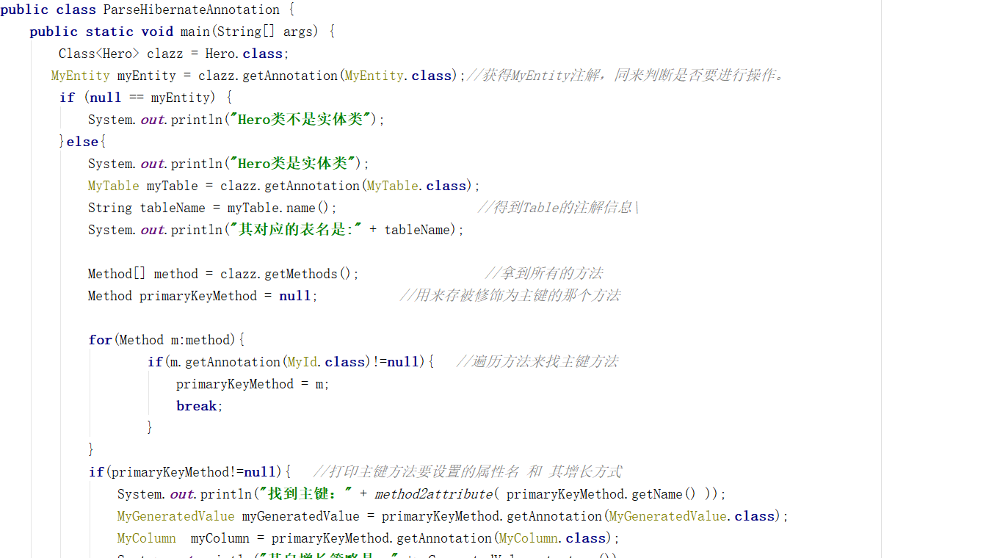 public class ParseHibernateAnnotation {
public static void main(String[] args) {
Class<Hero> clazz = Hero.class;
MyEntity myEntity = clazz.getAnnotation(MyEntity.class);//获得MyEntity注解，同来判断是否要进行操作。
if (null == myEntity) {
System.out.println("Hero类不是实体类");
}else{
System.out.println("Hero类是实体类");
MyTable myTable = clazz.getAnnotation(MyTable.class);
String tableName = myTable.name(); //得到Table的注解信息\
System.out.println("其对应的表名是:" + tableName);
Method[] method = clazz.getMethods(); //拿到所有的方法
Method primaryKeyMethod = null; //用来存被修饰为主键的那个方法
for(Method m:method){
if(m.getAnnotation(MyId.class)!=null){ //遍历方法来找主键方法
primaryKeyMethod = m;
break;
}
}
if(primaryKeyMethod!=null){ //打印主键方法要设置的属性名 和 其增长方式
System.out.println("找到主键：" + method2attribute( primaryKeyMethod.getName() ));
MyGeneratedValue myGeneratedValue = primaryKeyMethod.getAnnotation(MyGeneratedValue.class);
MyColumn myColumn = primaryKeyMethod.getAnnotation(MyColumn.class);